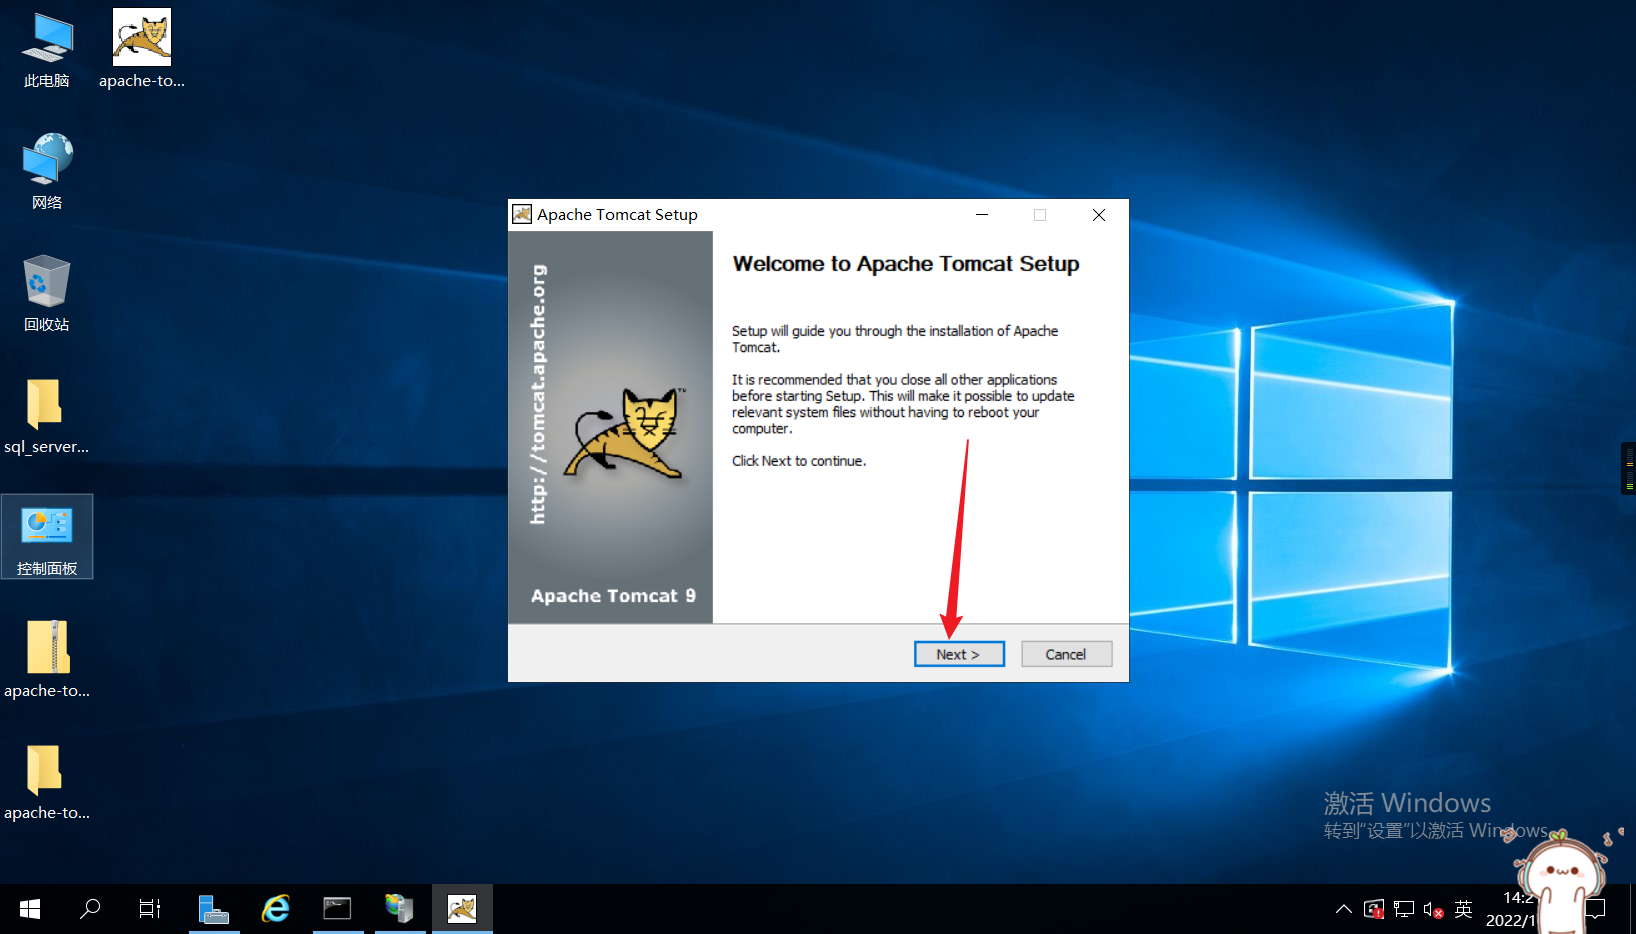 此电脑
apache-to...
网络
回收站
sql_server...
控制面板
apache-to...
apache-to...
Apache Tomcat Setup
http://tomcat.apache.org
Apache Tomcat 9
Welcome to Apache Tomcat Setup
Setup will guide you through the installation of Apache
Tomcat.
It is recommended that you close all other applications
before starting Setup. This will make it possible to update
relevant system files without having to reboot your
computer.
Click Next to continue.
Next >
Cancel
激活 Windows
转到“设置”以激活 Windows。
英
14:2
2022/1